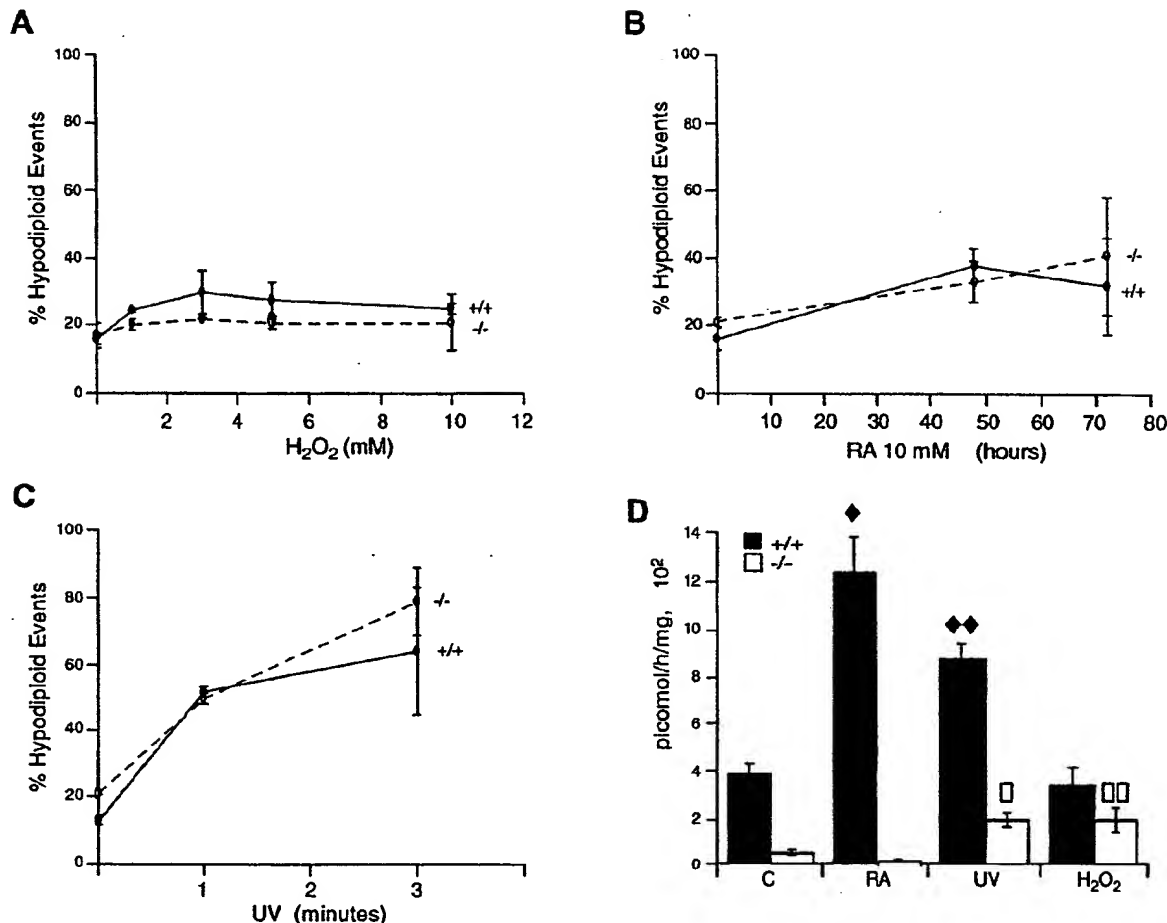 A
% Hypodiploid Events
100
80
60
40
20
0
+/+
-/-
2 4 6 8 10 12
H₂O₂ (mM)
B
% Hypodiploid Events
100
80
60
40
20
0
-/-
+/+
10 20 30 40 50 60 70 80
RA 10 mM (hours)
C
% Hypodiploid Events
100
80
60
40
20
0
-/-
+/+
1 2 3
UV (minutes)
D
picomol/h/mg, 10²
14
12
10
8
6
4
2
0
+/+
-/-
C RA UV H₂O₂